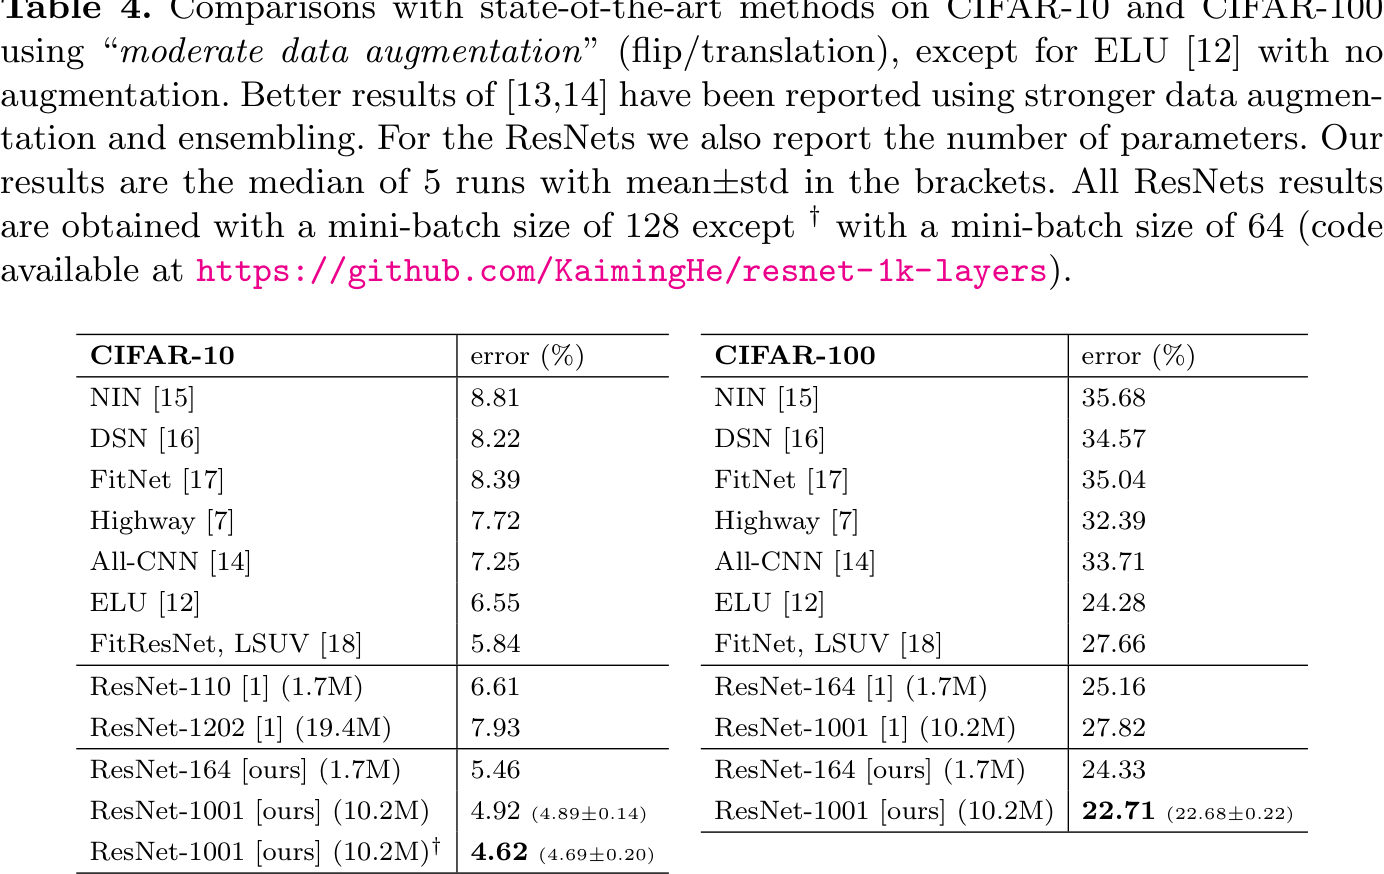 Table 4. Comparisons with state-of-the-art methods on CIFAR-10 and CIFAR-100
using “moderate data augmentation” (flip/translation), except for ELU [12] with no
augmentation. Better results of [13,14] have been reported using stronger data augmen-
tation and ensembling. For the ResNets we also report the number of parameters. Our
results are the median of 5 runs with mean±std in the brackets. All ResNets results
are obtained with a mini-batch size of 128 except † with a mini-batch size of 64 (code
available at https://github.com/KaimingHe/resnet-1k-layers).
CIFAR-10 error (%)
NIN [15] 8.81
DSN [16] 8.22
FitNet [17] 8.39
Highway [7] 7.72
All-CNN [14] 7.25
ELU [12] 6.55
FitResNet, LSUV [18] 5.84
ResNet-110 [1] (1.7M) 6.61
ResNet-1202 [1] (19.4M) 7.93
ResNet-164 [ours] (1.7M) 5.46
ResNet-1001 [ours] (10.2M) 4.92 (4.89±0.14)
ResNet-1001 [ours] (10.2M)† 4.62 (4.69±0.20)
CIFAR-100 error (%)
NIN [15] 35.68
DSN [16] 34.57
FitNet [17] 35.04
Highway [7] 32.39
All-CNN [14] 33.71
ELU [12] 24.28
FitNet, LSUV [18] 27.66
ResNet-164 [1] (1.7M) 25.16
ResNet-1001 [1] (10.2M) 27.82
ResNet-164 [ours] (1.7M) 24.33
ResNet-1001 [ours] (10.2M) 22.71 (22.68±0.22)